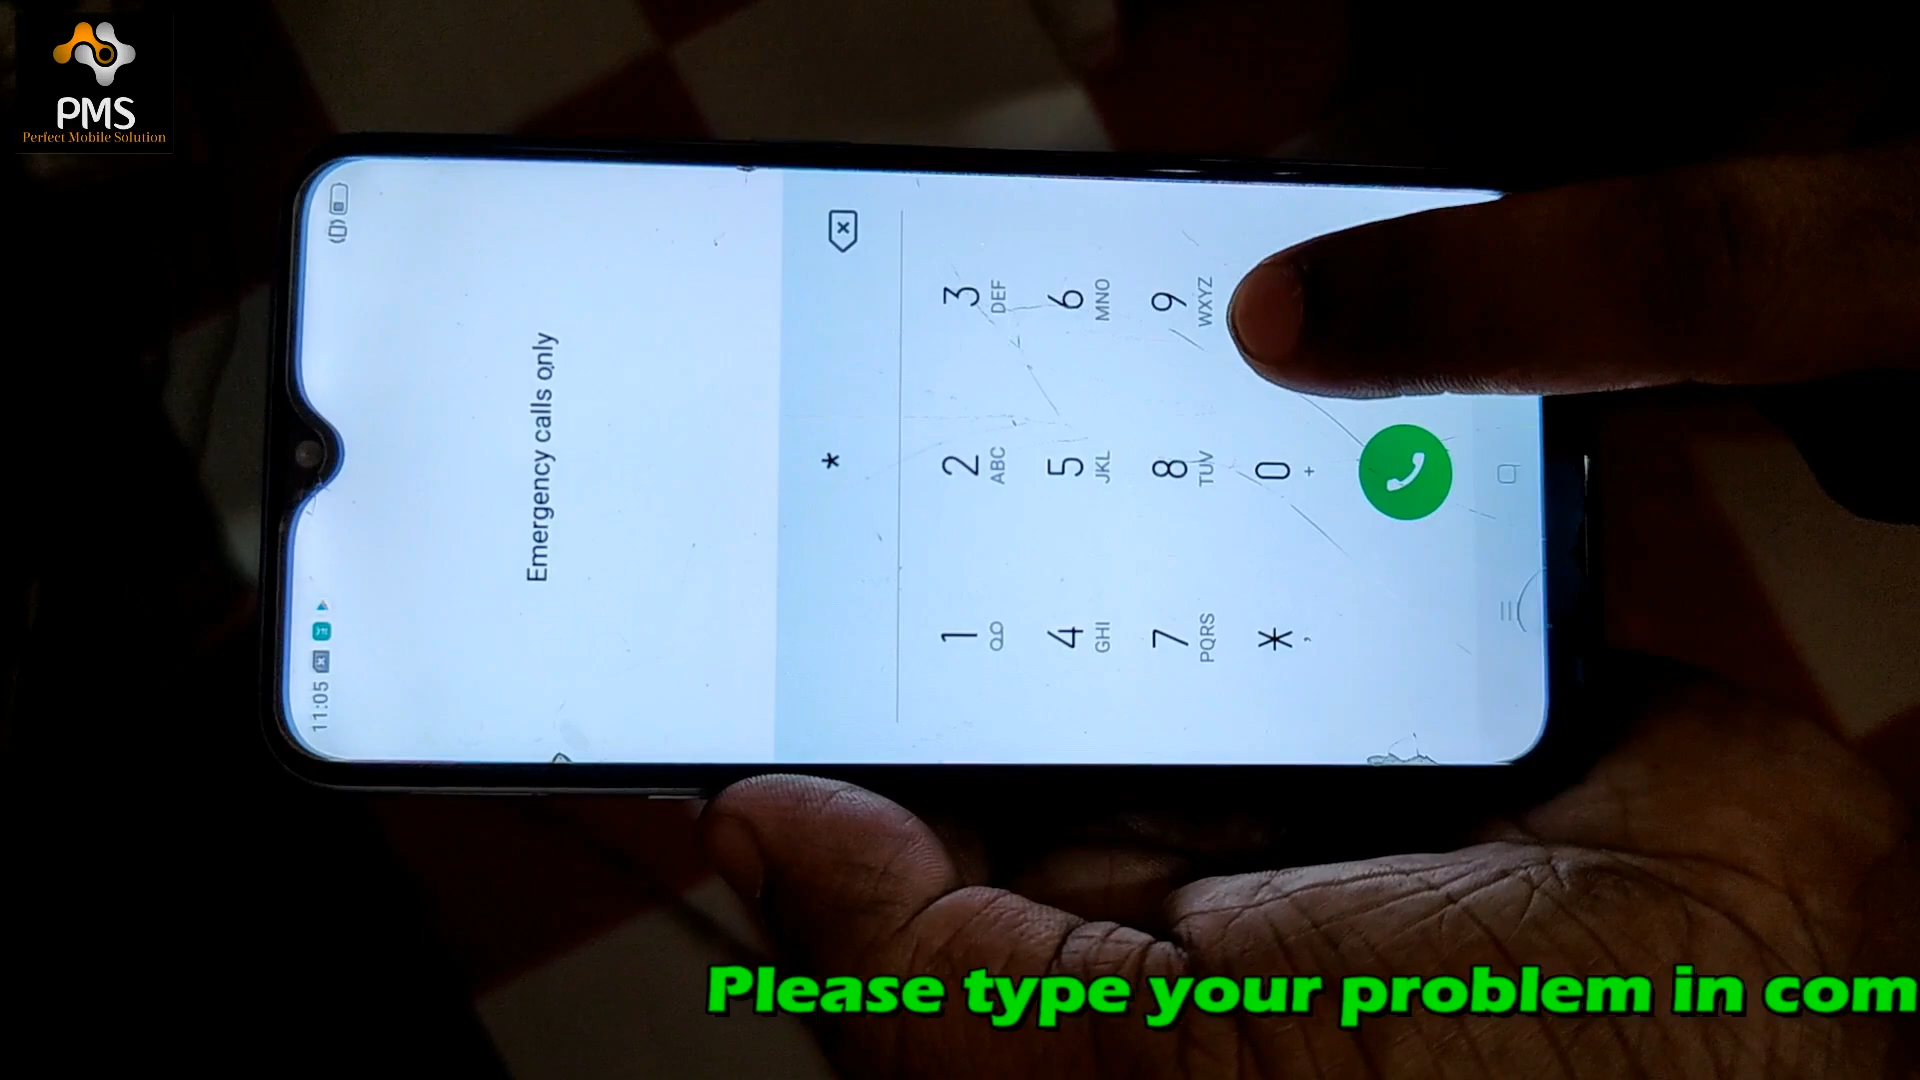 PMS
Perfect Mobile Solution
11:05
Emergency calls only
*
1
2 ABC
3 DEF
4 GHI
5 JKL
6 MNO
7 PQRS
8 TUV
9 WXYZ
* ,
0 +
Please type your problem in com